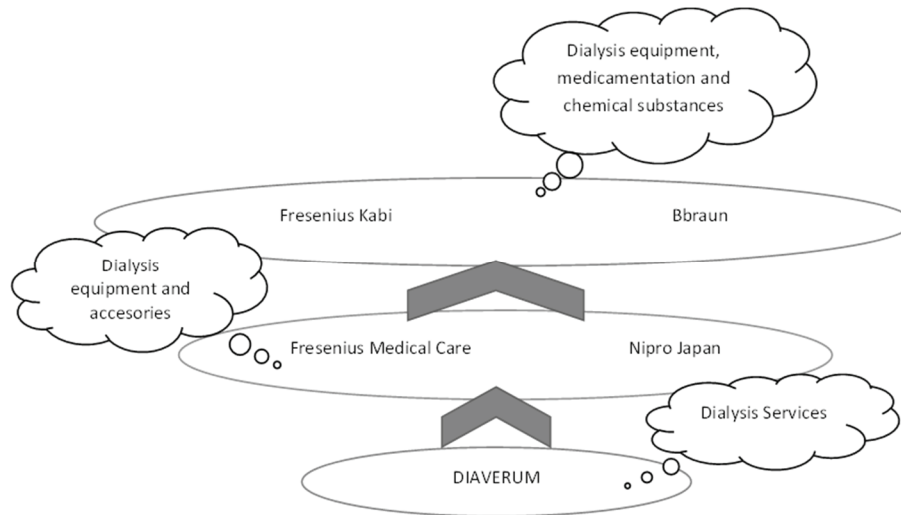 Dialysis equipment,
medicamentation and
chemical substances
Fresenius Kabi
Bbraun
Dialysis
equipment and
accesories
Fresenius Medical Care
Nipro Japan
Dialysis Services
DIAVERUM